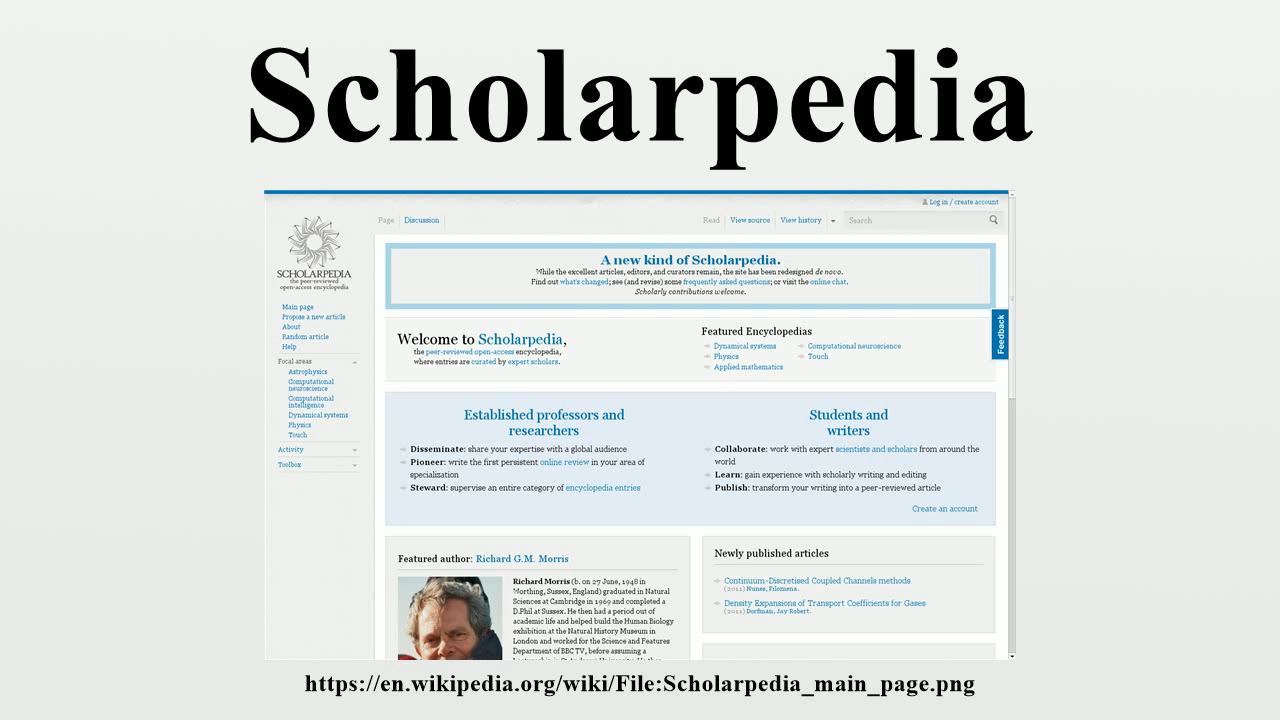 Scholarpedia
Log in / create account
Page Discussion Read View source View history Search
SCHOLARPEDIA
the peer-reviewed
open-access encyclopedia
Main page
Propose a new article
About
Random article
Help
Focal areas
Astrophysics
Computational
neuroscience
Computational
intelligence
Dynamical systems
Physics
Touch
Activity
Toolbox
A new kind of Scholarpedia.
While the excellent articles, editors, and curators remain, the site has been redesigned de novo.
Find out what's changed; see (and revise) some frequently asked questions; or visit the online chat.
Scholarly contributions welcome.
Feedback
Welcome to Scholarpedia,
the peer-reviewed open-access encyclopedia,
where entries are curated by expert scholars.
Featured Encyclopedias
Dynamical systems Computational neuroscience
Physics Touch
Applied mathematics
Established professors and
researchers
Disseminate: share your expertise with a global audience
Pioneer: write the first persistent online review in your area of
specialization
Steward: supervise an entire category of encyclopedia entries
Students and
writers
Collaborate: work with expert scientists and scholars from around the
world
Learn: gain experience with scholarly writing and editing
Publish: transform your writing into a peer-reviewed article
Create an account
Featured author: Richard G.M. Morris
Richard Morris (b. on 27 June, 1948 in
Worthing, Sussex, England) graduated in Natural
Sciences at Cambridge in 1969 and completed a
D.Phil at Sussex. He then had a period out of
academic life and helped build the Human Biology
exhibition at the Natural History Museum in
London and worked for the Science and Features
Department of BBC TV, before assuming a
Newly published articles
Continuum-Discretised Coupled Channels methods
(2011) Nunes, Filomena.
Density Expansions of Transport Coefficients for Gases
(2011) Dorfman, Jay Robert.
https://en.wikipedia.org/wiki/File:Scholarpedia_main_page.png